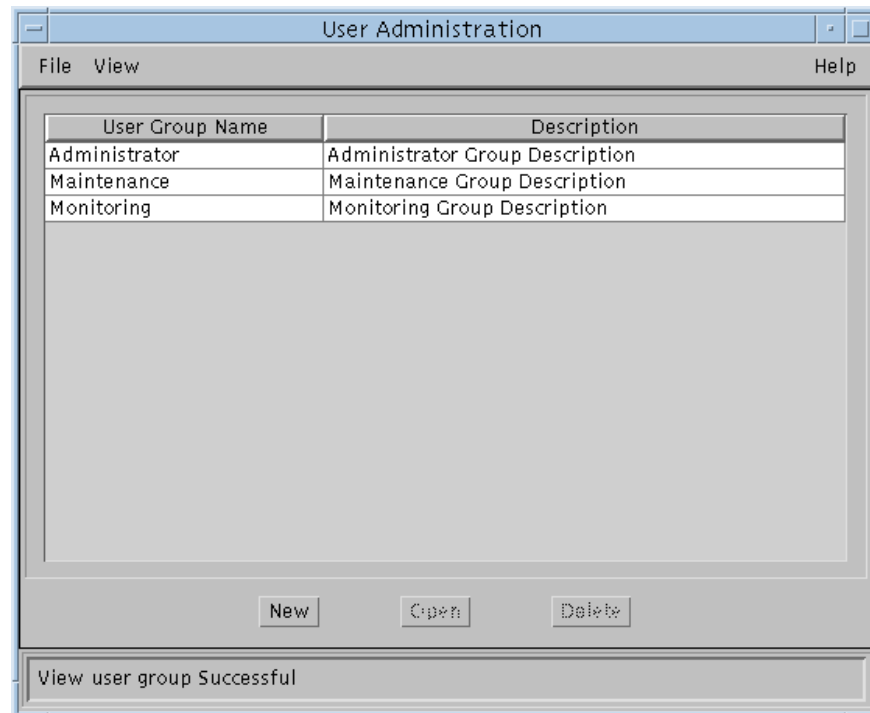 User Administration
File View Help
User Group Name Description
Administrator Administrator Group Description
Maintenance Maintenance Group Description
Monitoring Monitoring Group Description
New Open Delete
View user group Successful